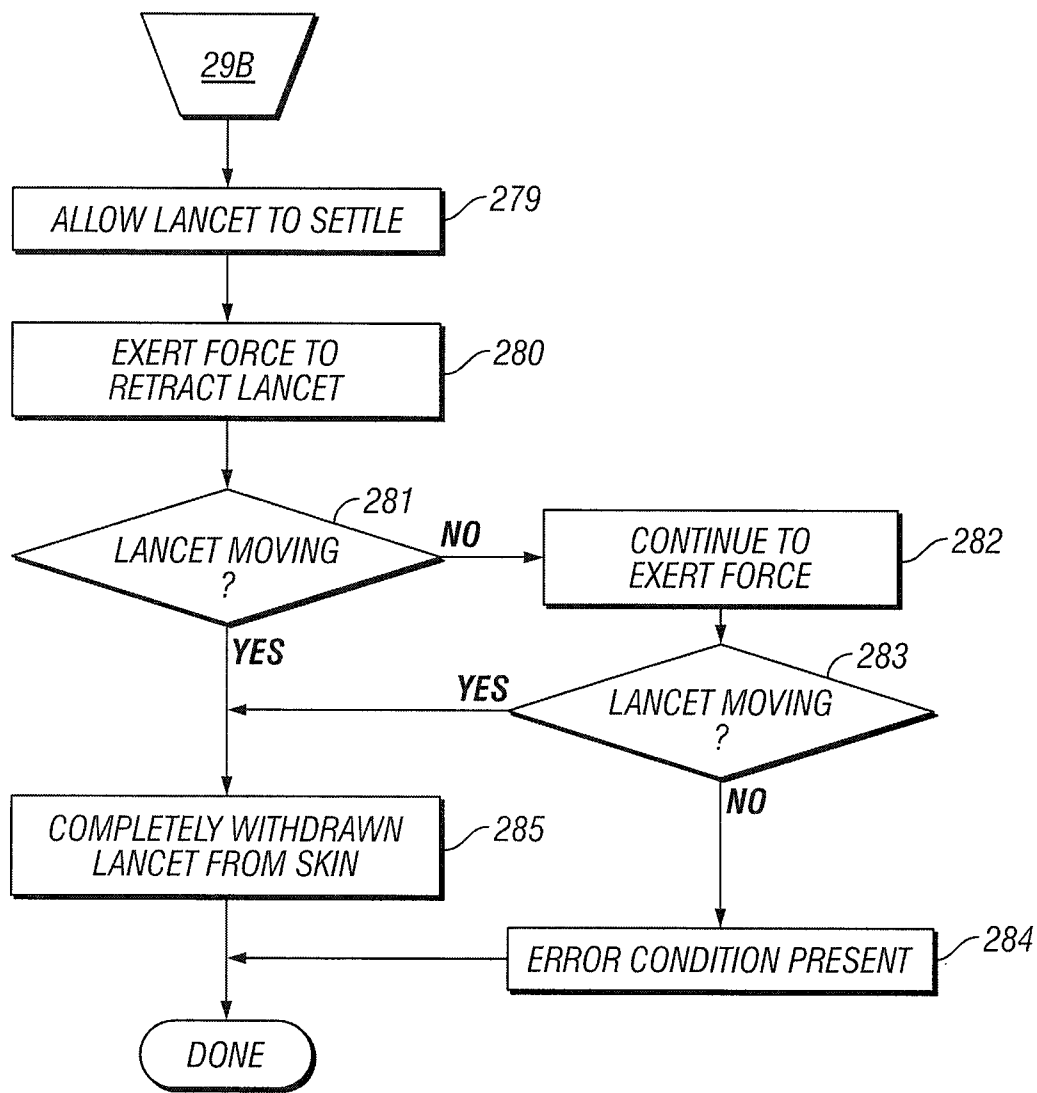 29B
ALLOW LANCET TO SETTLE
279
EXERT FORCE TO
RETRACT LANCET
280
LANCET MOVING
?
281
NO
YES
CONTINUE TO
EXERT FORCE
282
LANCET MOVING
?
283
YES
NO
COMPLETELY WITHDRAWN
LANCET FROM SKIN
285
ERROR CONDITION PRESENT
284
DONE